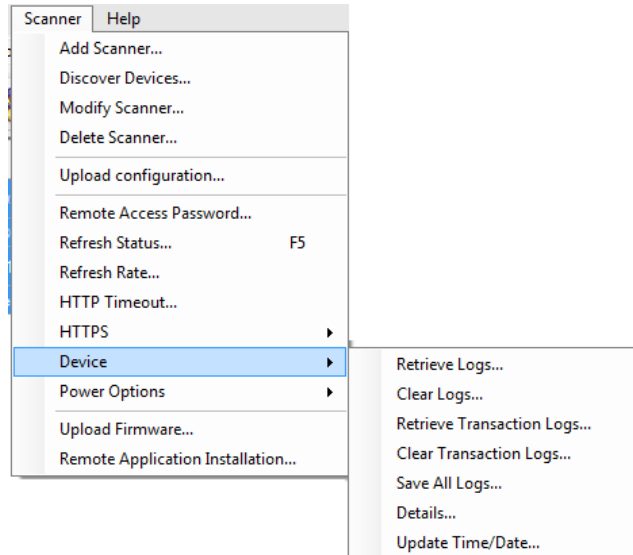 Scanner Help
Add Scanner...
Discover Devices...
Modify Scanner...
Delete Scanner...
Upload configuration...
Remote Access Password...
Refresh Status... F5
Refresh Rate...
HTTP Timeout...
HTTPS
Device
Power Options
Upload Firmware...
Remote Application Installation...
Retrieve Logs...
Clear Logs...
Retrieve Transaction Logs...
Clear Transaction Logs...
Save All Logs...
Details...
Update Time/Date...